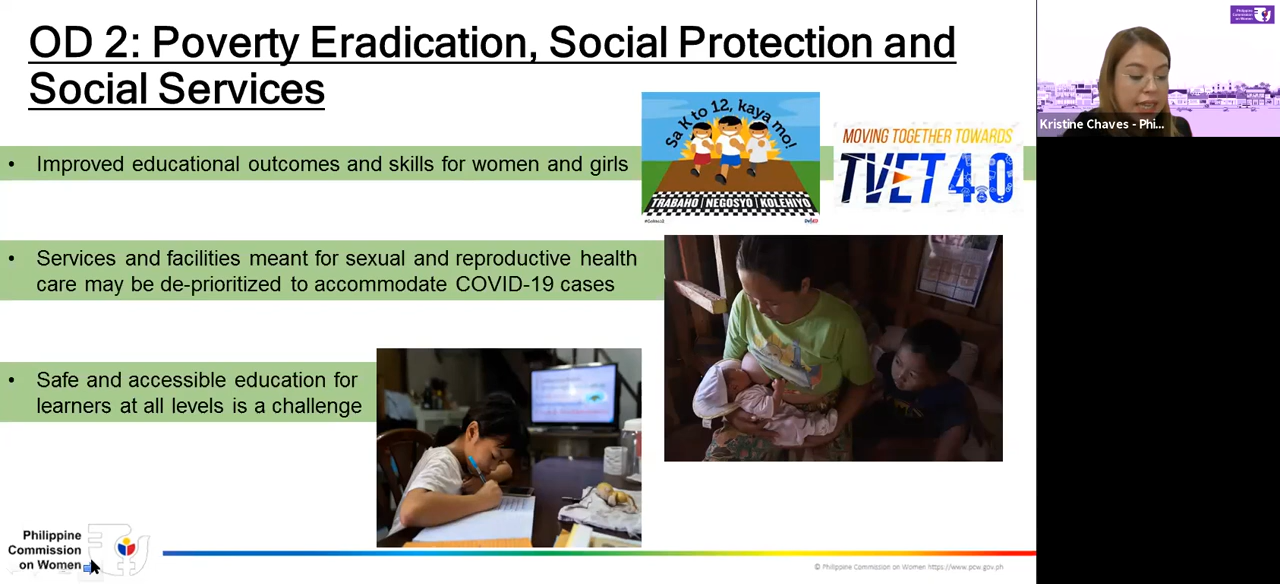 OD 2: Poverty Eradication, Social Protection and
Social Services
Sa K to 12, kaya mo!
TRABAHO | NEGOSYO | KOLEHIYO
MOVING TOGETHER TOWARDS
TVET 4.0
• Improved educational outcomes and skills for women and girls
• Services and facilities meant for sexual and reproductive health
care may be de-prioritized to accommodate COVID-19 cases
• Safe and accessible education for
learners at all levels is a challenge
Philippine
Commission
on Women
© Philippine Commission on Women https://www.pcw.gov.ph
Philippine
Commission
on Women
Kristine Chaves - Phi...